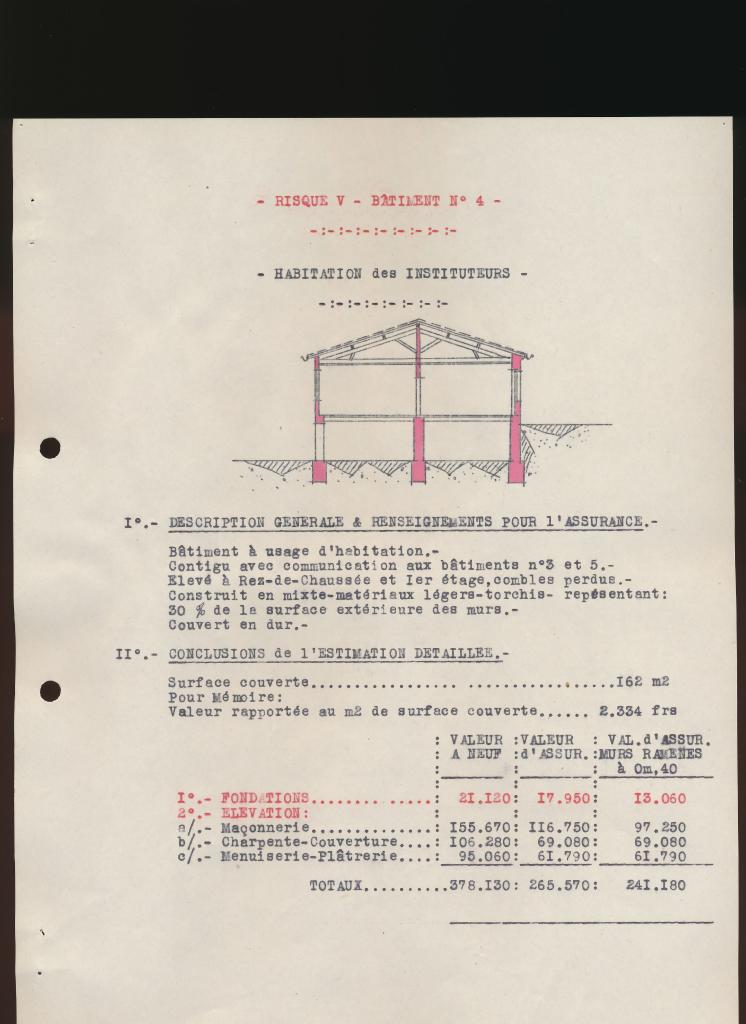 - RISQUE V - BÂTIMENT N° 4 -
-:-:-:-:-:-:-:-:-
- HABITATION des INSTITUTEURS -
-:-:-:-:-:-:-:-
I°.- DESCRIPTION GENERALE & RENSEIGNEMENTS POUR l'ASSURANCE.-
Bâtiment à usage d'habitation.-
Contigu avec communication aux bâtiments n°3 et 5.-
Elevé à Rez-de-Chaussée et Ier étage,combles perdus.-
Construit en mixte-matériaux légers-torchis- repésentant:
30 % de la surface extérieure des murs.-
Couvert en dur.-
II°.- CONCLUSIONS de l'ESTIMATION DETAILLEE.-
Surface couverte.................. ..................I62 m2
Pour Mémoire:
Valeur rapportée au m2 de surface couverte...... 2.334 frs
: VALEUR :VALEUR : VAL.d'ASSUR.
: A NEUF :d'ASSUR.:MURS RAMENES
: : : à Om,40
I°.- FONDATIONS......... .....: 2I.I20: I7.950: I3.060
2°.- ELEVATION: : : :
a/.- Maçonnerie..............: I55.670: II6.750: 97.250
b/.- Charpente-Couverture....: I06.280: 69.080: 69.080
c/.- Menuiserie-Plâtrerie....: 95.060: 6I.790: 6I.790
TOTAUX..........378.I30: 265.570: 24I.I80